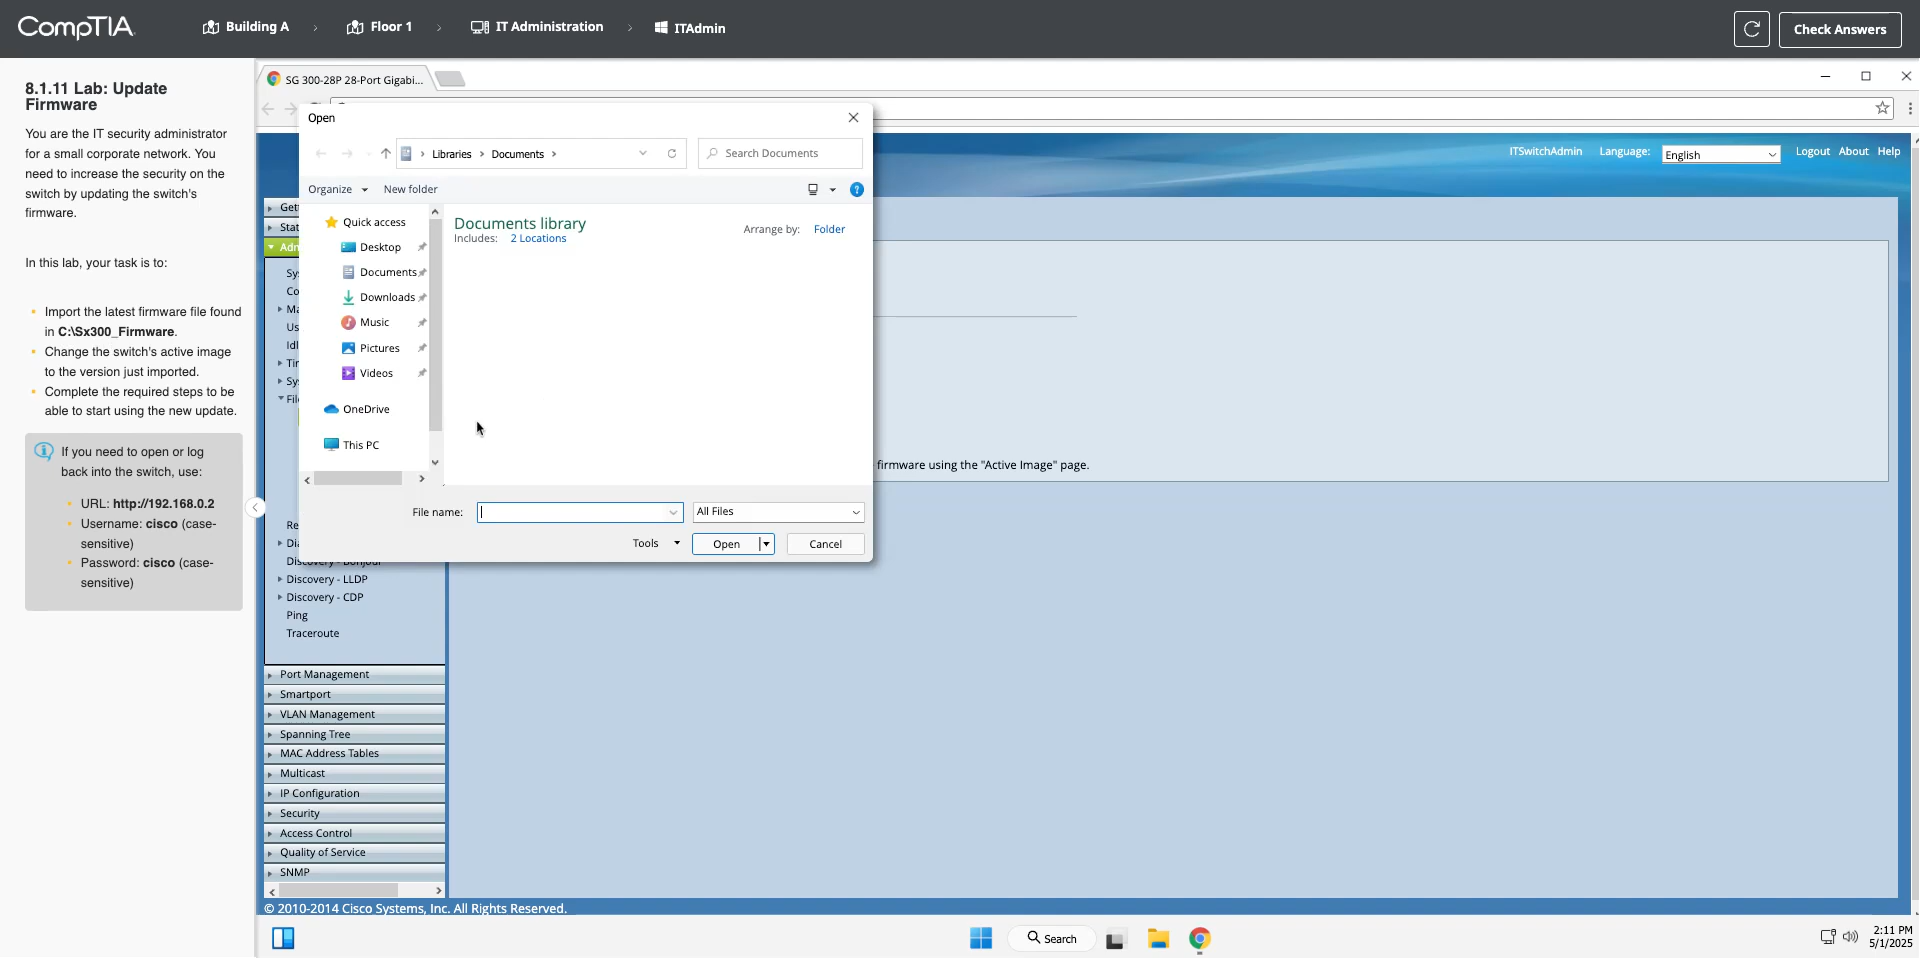 CompTIA.
Building A
Floor 1
IT Administration
ITAdmin
Check Answers
8.1.11 Lab: Update
Firmware
You are the IT security administrator
for a small corporate network. You
need to increase the security on the
switch by updating the switch's
firmware.
In this lab, your task is to:
Import the latest firmware file found
in C:\Sx300_Firmware.
Change the switch's active image
to the version just imported.
Complete the required steps to be
able to start using the new update.
If you need to open or log
back into the switch, use:
URL: http://192.168.0.2
Username: cisco (case-
sensitive)
Password: cisco (case-
sensitive)
SG 300-28P 28-Port Gigabi...
Open
Libraries > Documents >
Search Documents
Organize
New folder
Quick access
Desktop
Documents
Downloads
Music
Pictures
Videos
OneDrive
This PC
Documents library
Includes: 2 Locations
Arrange by: Folder
File name:
All Files
Tools
Open
Cancel
ITSwitchAdmin
Language:
English
Logout
About
Help
firmware using the "Active Image" page.
Discovery - LLDP
Discovery - CDP
Ping
Traceroute
Port Management
Smartport
VLAN Management
Spanning Tree
MAC Address Tables
Multicast
IP Configuration
Security
Access Control
Quality of Service
SNMP
© 2010-2014 Cisco Systems, Inc. All Rights Reserved.
Search
2:11 PM
5/1/2025